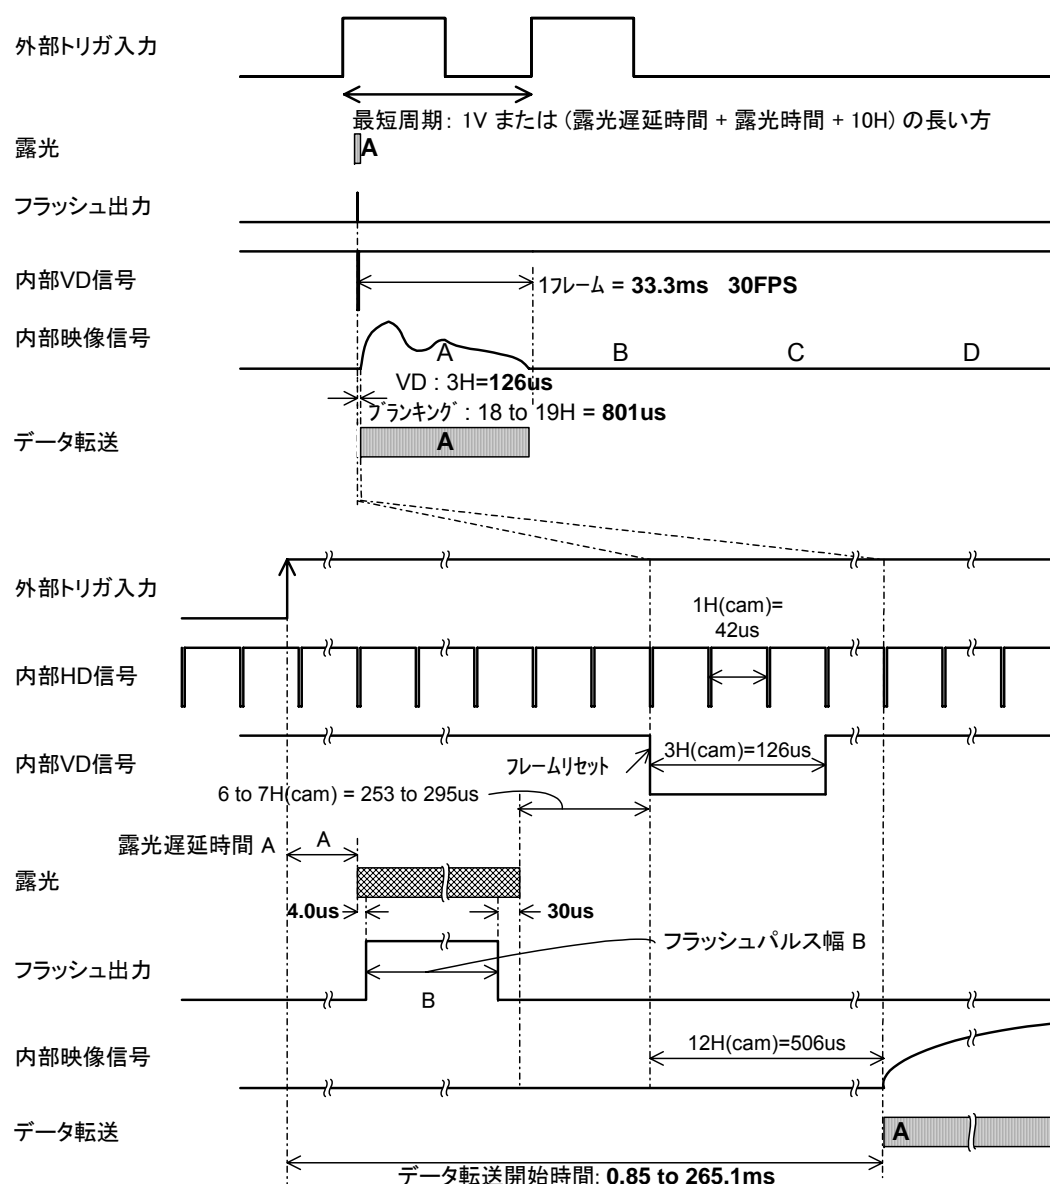 外部トリガ入力
最短周期: 1V または (露光遅延時間 + 露光時間 + 10H) の長い方
露光
A
フラッシュ出力
内部VD信号
1フレーム = 33.3ms 30FPS
内部映像信号
A
B
C
D
VD : 3H=126us
ブランキング : 18 to 19H = 801us
データ転送
A
外部トリガ入力
1H(cam)=
42us
内部HD信号
内部VD信号
フレームリセット
3H(cam)=126us
6 to 7H(cam) = 253 to 295us
露光遅延時間 A
A
露光
4.0us
30us
フラッシュパルス幅 B
フラッシュ出力
B
内部映像信号
12H(cam)=506us
データ転送
A
データ転送開始時間: 0.85 to 265.1ms